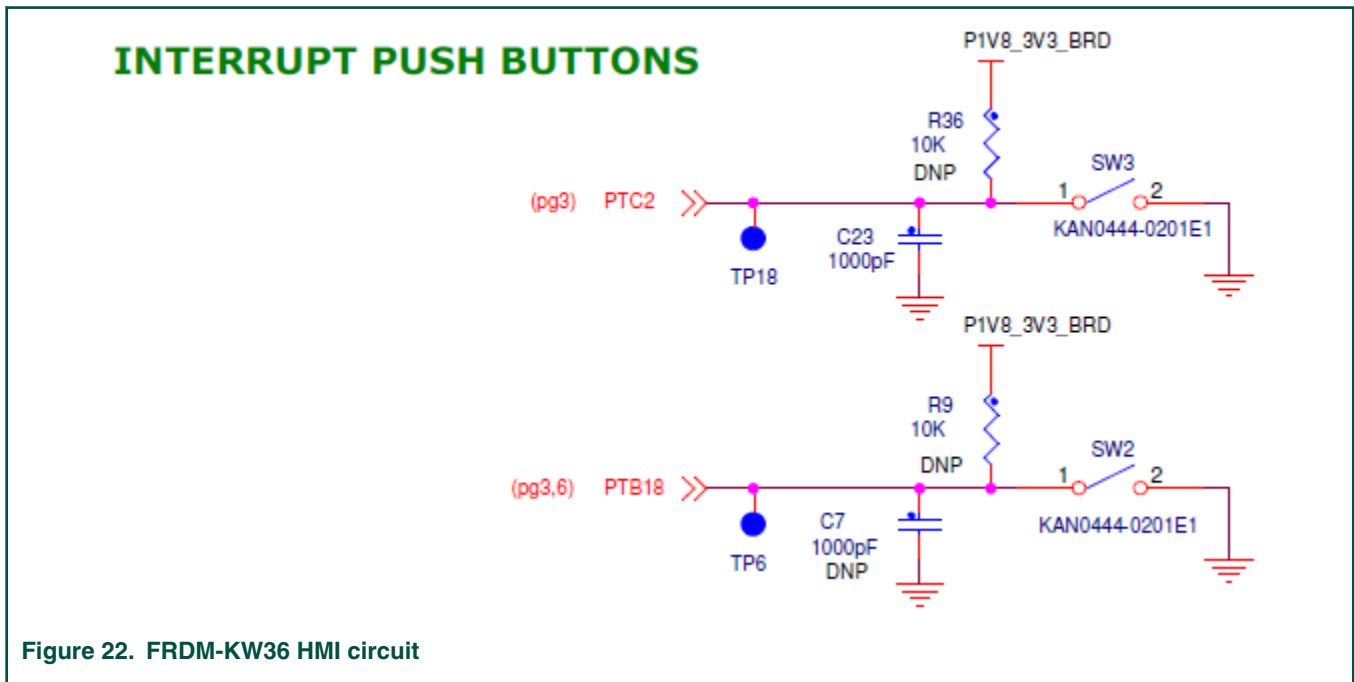 INTERRUPT PUSH BUTTONS
P1V8_3V3_BRD
R36
10K
DNP
SW3
1 2
(pg3) PTC2
KAN0444-0201E1
C23
1000pF
TP18
P1V8_3V3_BRD
R9
10K
DNP
SW2
1 2
(pg3,6) PTB18
KAN0444-0201E1
C7
1000pF
DNP
TP6
Figure 22. FRDM-KW36 HMI circuit